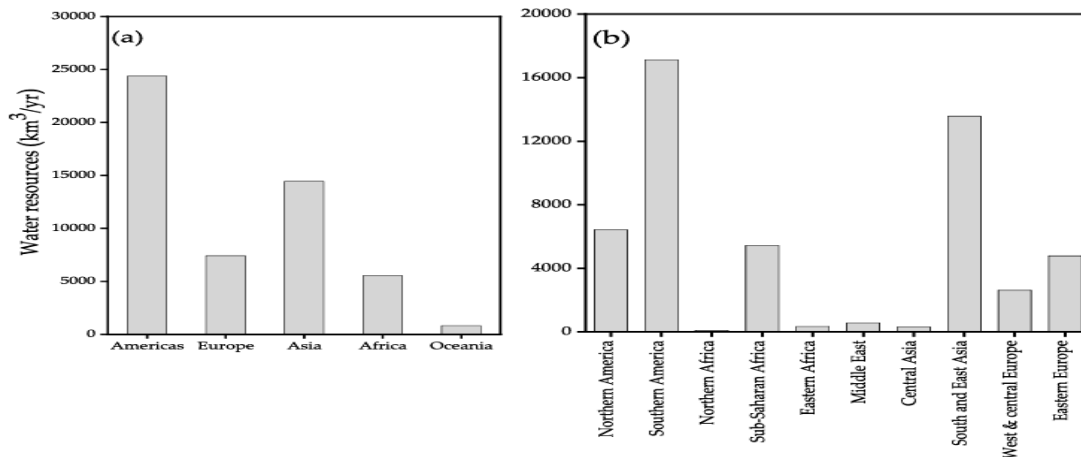 (a)
Water resources (km³/yr)
30000
25000
20000
15000
10000
5000
0
Americas Europe Asia Africa Oceania
(b)
20000
16000
12000
8000
4000
0
Northern America
Southern America
Northern Africa
Sub-Saharan Africa
Eastern Africa
Middle East
Central Asia
South and East Asia
West & central Europe
Eastern Europe